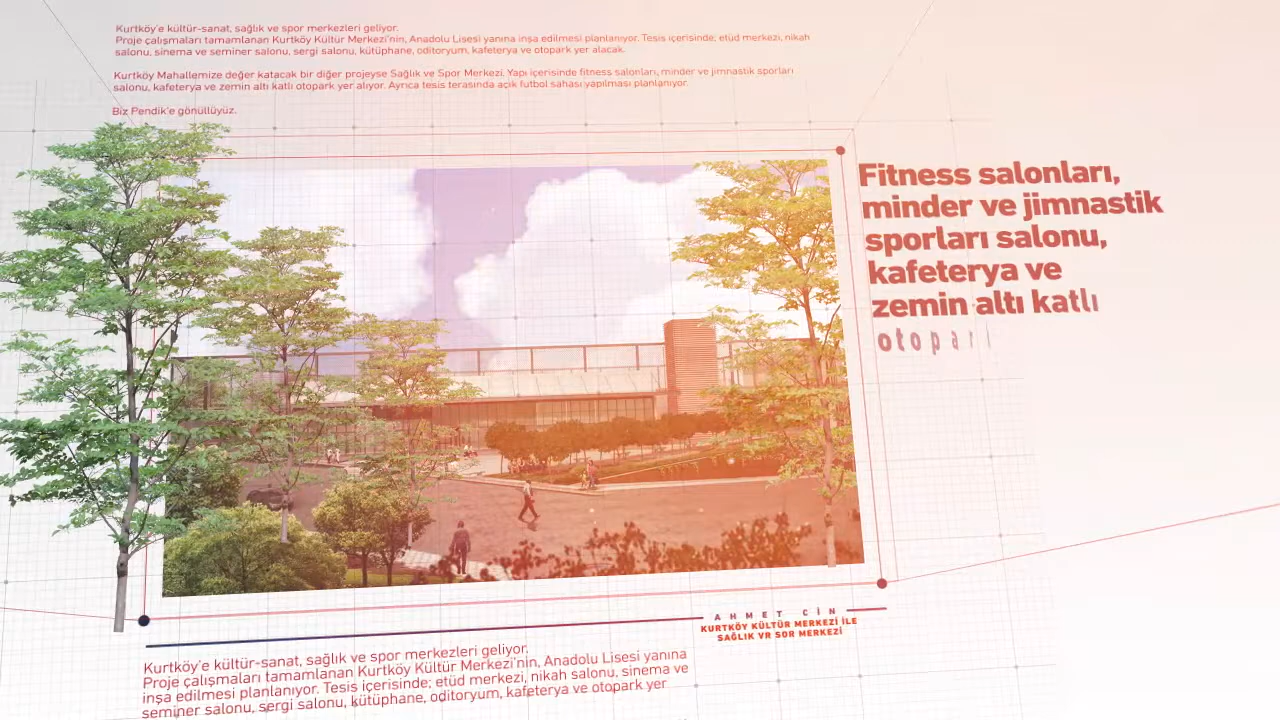 Kurtköy'e kültür-sanat, sağlık ve spor merkezleri geliyor.
Proje çalışmaları tamamlanan Kurtköy Kültür Merkezi'nin, Anadolu Lisesi yanına inşa edilmesi planlanıyor. Tesis içerisinde; etüd merkezi, nikah
salonu, sinema ve seminer salonu, sergi salonu, kütüphane, oditoryum, kafeterya ve otopark yer alacak.
Kurtköy Mahallemize değer katacak bir diğer projeyse Sağlık ve Spor Merkezi. Yapı içerisinde fitness salonları, minder ve jimnastik sporları
salonu, kafeterya ve zemin altı katlı otopark yer alıyor. Ayrıca tesis terasında açık futbol sahası yapılması planlanıyor.
Biz Pendik'e gönüllüyüz.
Fitness salonları,
minder ve jimnastik
sporları salonu,
kafeterya ve
zemin altı katlı
otopar
AHMET CİN
KURTKÖY KÜLTÜR MERKEZİ İLE
SAĞLIK VR SOR MERKEZİ
Kurtköy'e kültür-sanat, sağlık ve spor merkezleri geliyor.
Proje çalışmaları tamamlanan Kurtköy Kültür Merkezi'nin, Anadolu Lisesi yanına
inşa edilmesi planlanıyor. Tesis içerisinde; etüd merkezi, nikah salonu, sinema ve
seminer salonu, sergi salonu, kütüphane, oditoryum, kafeterya ve otopark yer